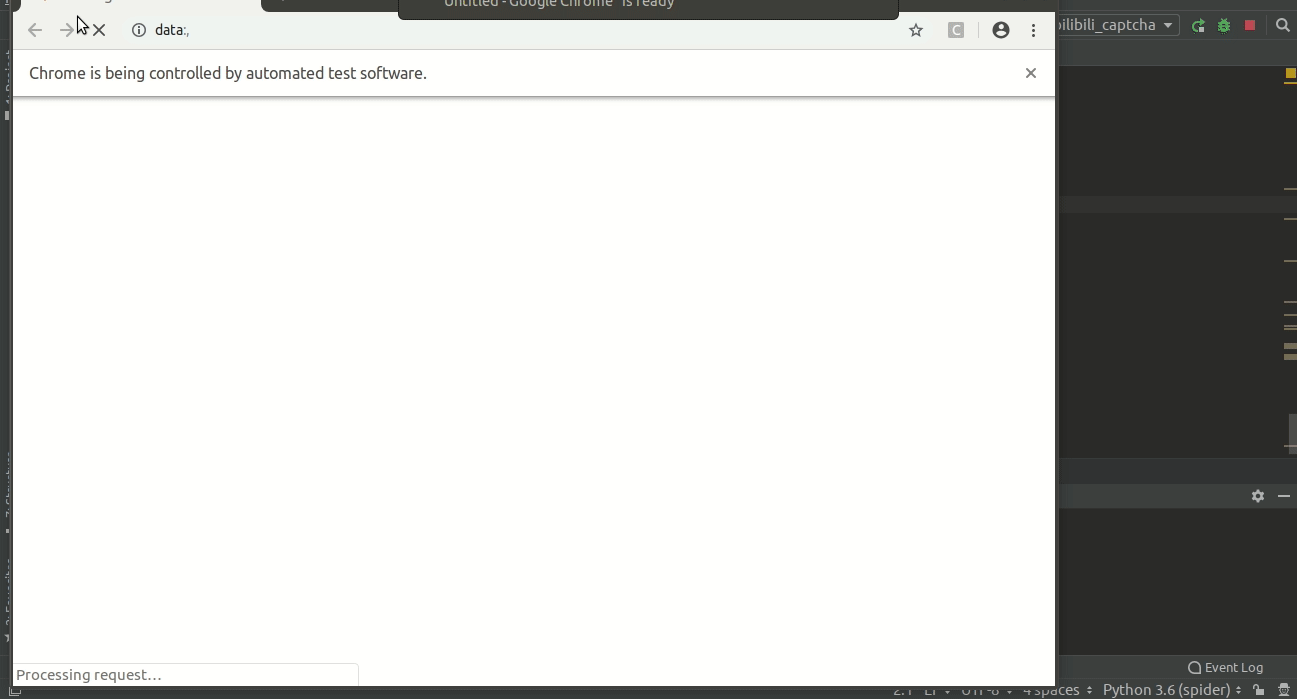 Untitled - Google Chrome" is ready
data:,
bilibili_captcha
Chrome is being controlled by automated test software.
Processing request…
Event Log
2:1 LF UTF-8 4 spaces Python 3.6 (spider)